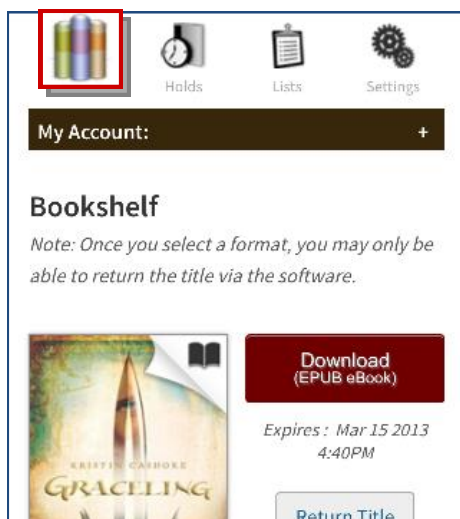 Holds Lists Settings
My Account: +
Bookshelf
Note: Once you select a format, you may only be
able to return the title via the software.
Download
(EPUB eBook)
Expires : Mar 15 2013
4:40PM
KRISTIN CASHORE
GRACELING
Return Title